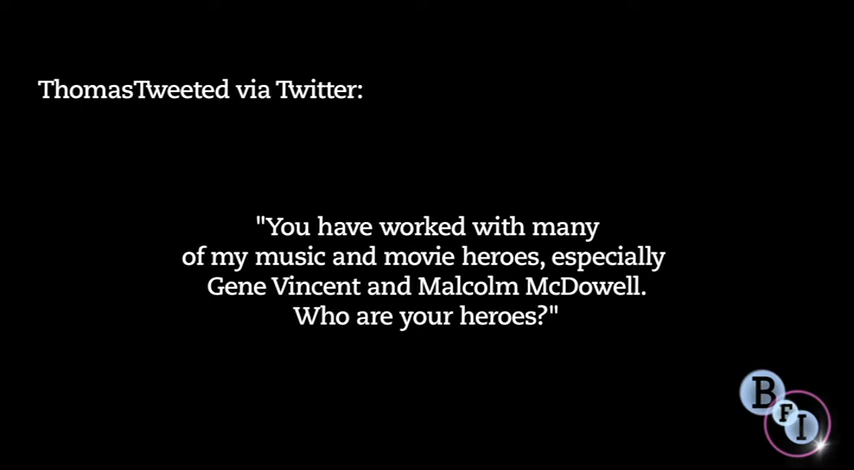 ThomasTweeted via Twitter:
"You have worked with many
of my music and movie heroes, especially
Gene Vincent and Malcolm McDowell.
Who are your heroes?"
BFI